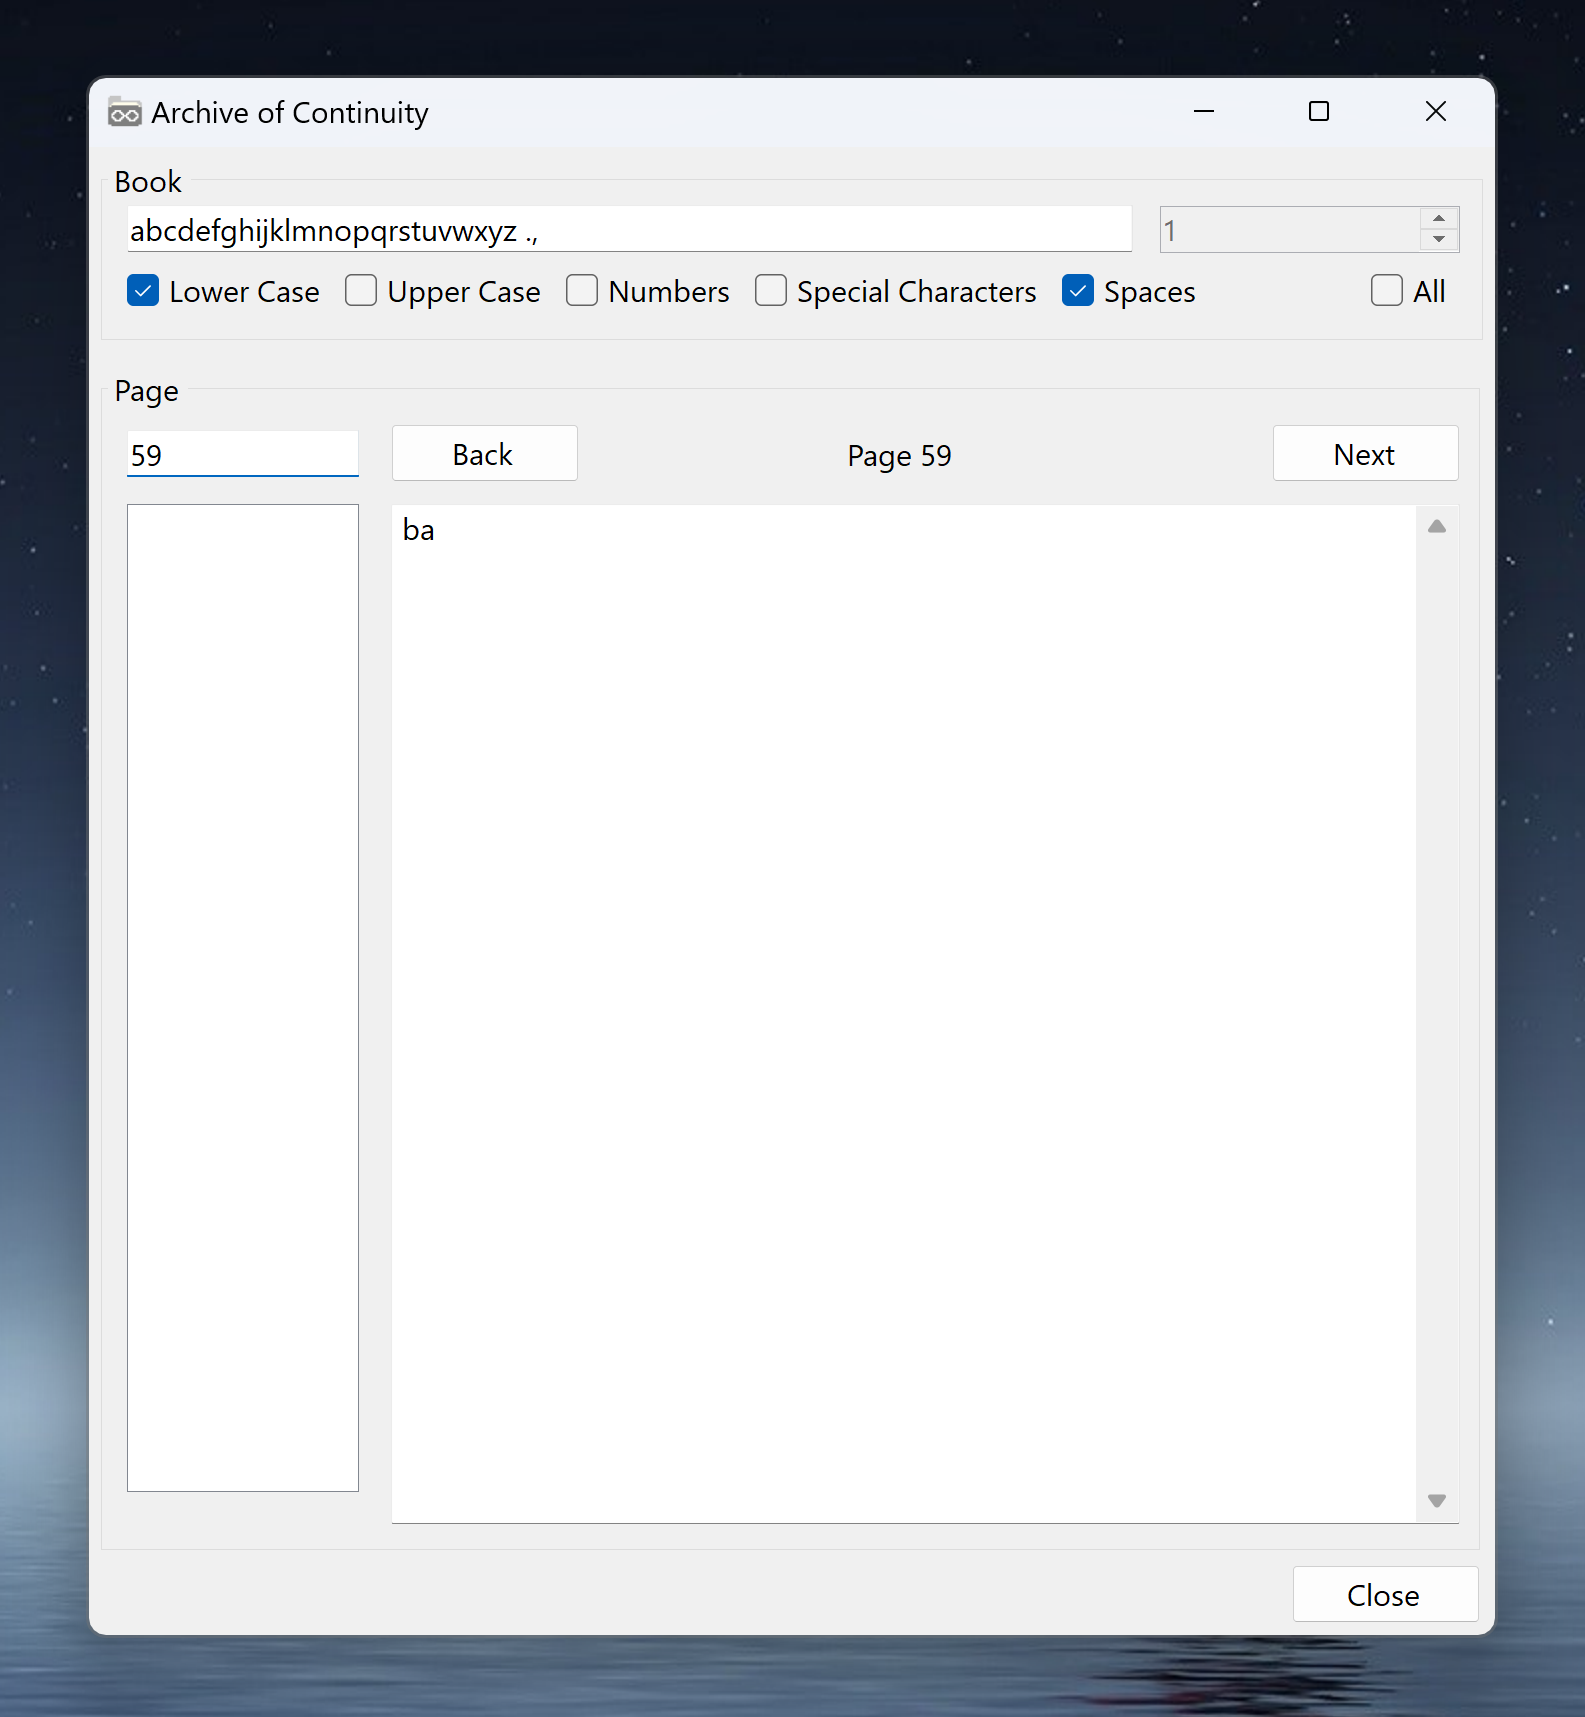 Archive of Continuity
Book
abcdefghijklmnopqrstuvwxyz .,
1
Lower Case Upper Case Numbers Special Characters Spaces All
Page
59 Back Page 59 Next
ba
Close